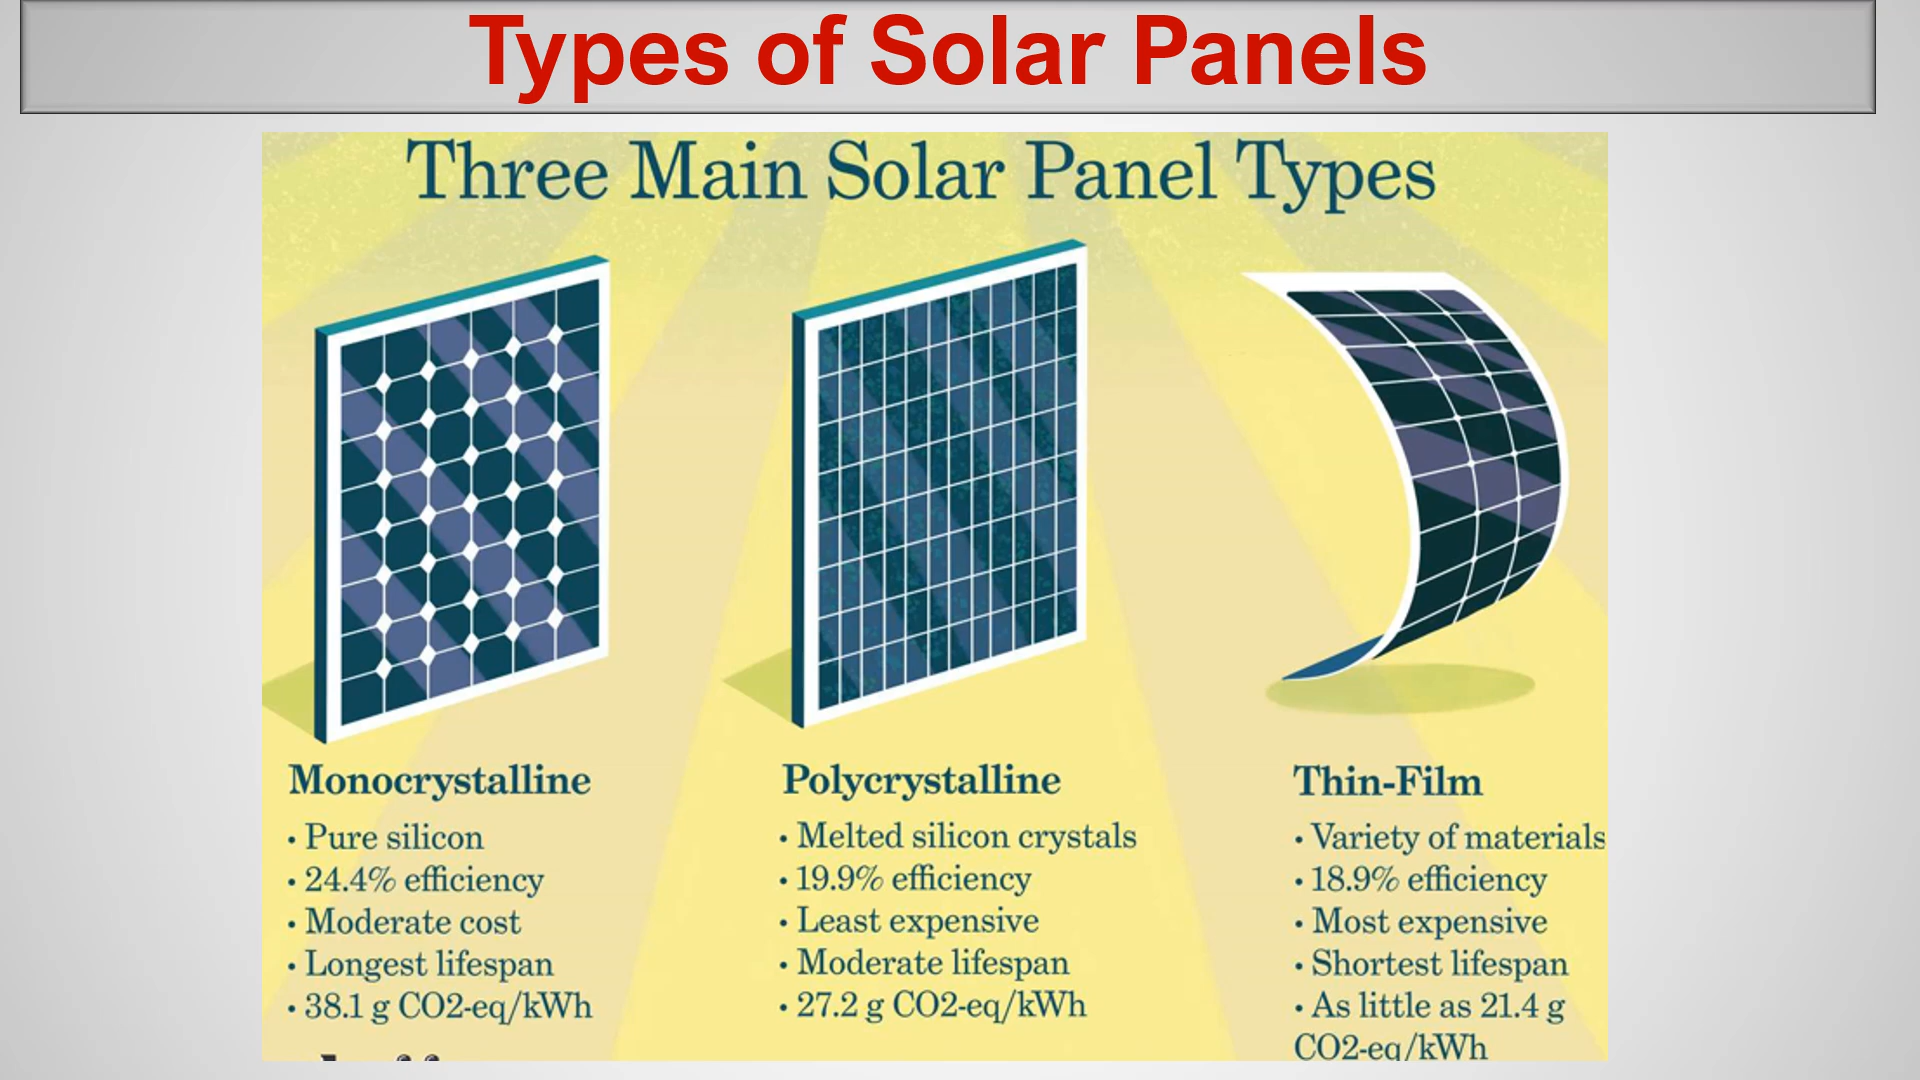 Types of Solar Panels
Three Main Solar Panel Types
Monocrystalline
• Pure silicon
• 24.4% efficiency
• Moderate cost
• Longest lifespan
• 38.1 g CO2-eq/kWh
Polycrystalline
• Melted silicon crystals
• 19.9% efficiency
• Least expensive
• Moderate lifespan
• 27.2 g CO2-eq/kWh
Thin-Film
• Variety of materials
• 18.9% efficiency
• Most expensive
• Shortest lifespan
• As little as 21.4 g
CO2-eq/kWh